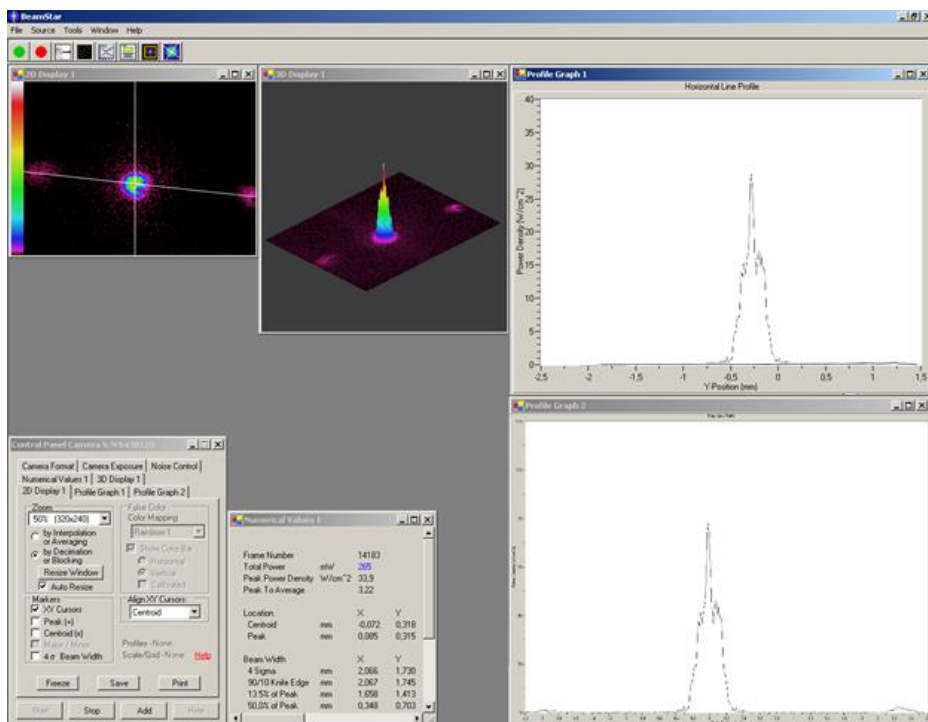 BeamStar
File Source Tools Window Help
2D Display 1
3D Display 1
Profile Graph 1
Horizontal Line Profile
Power Density [W/cm^2]
40
35
30
25
20
15
10
5
0
-2,5 -2 -1,5 -1 -0,5 0 0,5 1 1,5
Y-Position (mm)
Profile Graph 2
Control Panel Camera
Camera Format Camera Exposure Noise Control
Numerical Values 1 3D Display 1
2D Display 1 Profile Graph 1 Profile Graph 2
Zoom
50% (320x240)
by Interpolation
or Averaging
by Decimation
or Blocking
Resize Window
Auto Resize
False Color
Color Mapping:
Rainbow 1
Show Color Bar
Horizontal
Vertical
Calibrated
Markers
XY Cursors
Peak (+)
Centroid (x)
Major / Minor
4 σ Beam Width
Align XY Cursors:
Centroid
Profiles -None
Scale/Grid -None
Help
Freeze Save Print
Start Stop Add Hide
Numerical Values 1
Frame Number 14183
Total Power mW 265
Peak Power Density W/cm^2 33,9
Peak To Average 3,22
Location X Y
Centroid mm -0,072 0,318
Peak mm 0,085 0,315
Beam Width X Y
4 Sigma mm 2,066 1,730
90/10 Knife Edge mm 2,067 1,745
13.5% of Peak mm 1,658 1,413
50,0% of Peak mm 0,348 0,703